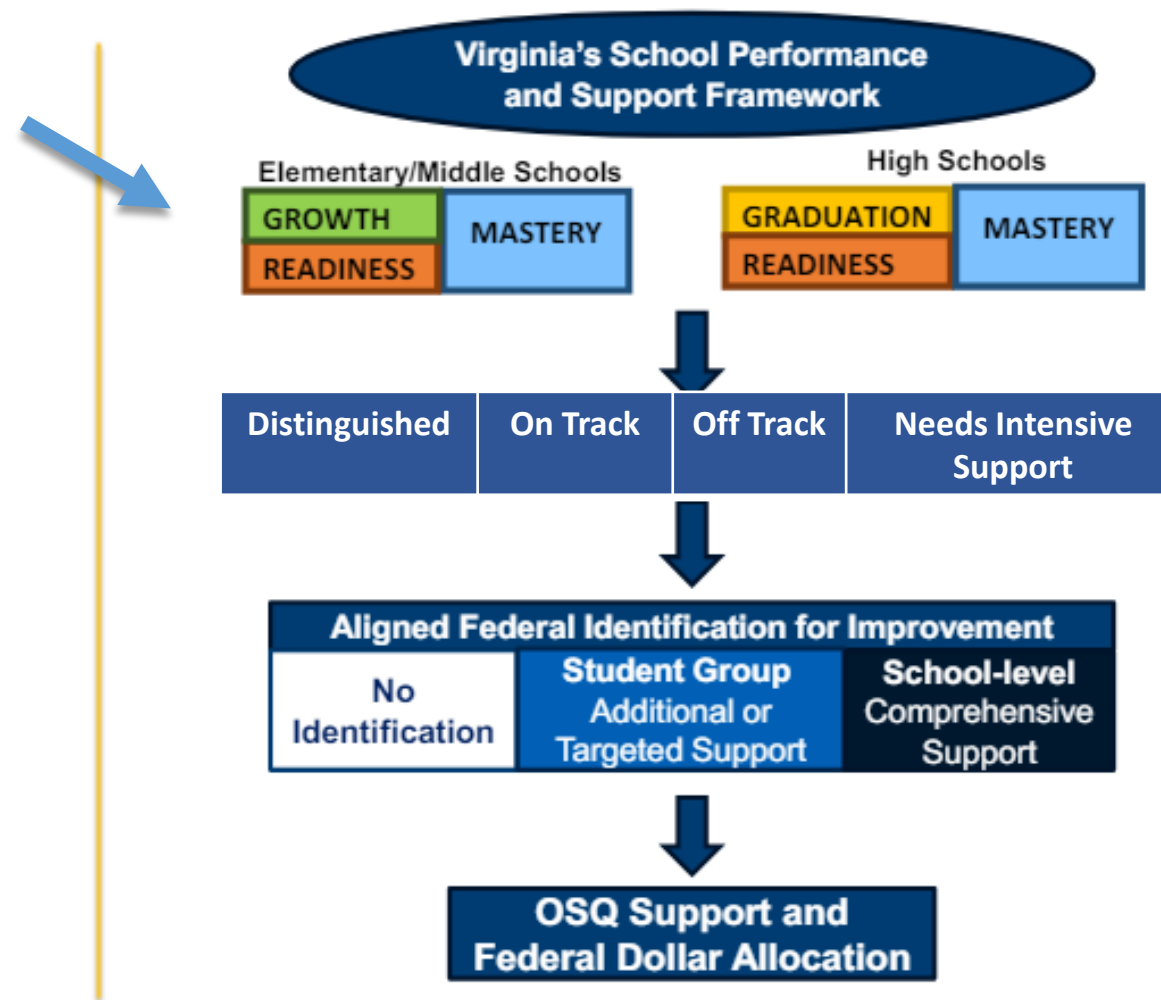 Virginia's School Performance
and Support Framework
Elementary/Middle Schools
GROWTH
READINESS
MASTERY
High Schools
GRADUATION
READINESS
MASTERY
Distinguished
On Track
Off Track
Needs Intensive
Support
Aligned Federal Identification for Improvement
No
Identification
Student Group
Additional or
Targeted Support
School-level
Comprehensive
Support
OSQ Support and
Federal Dollar Allocation